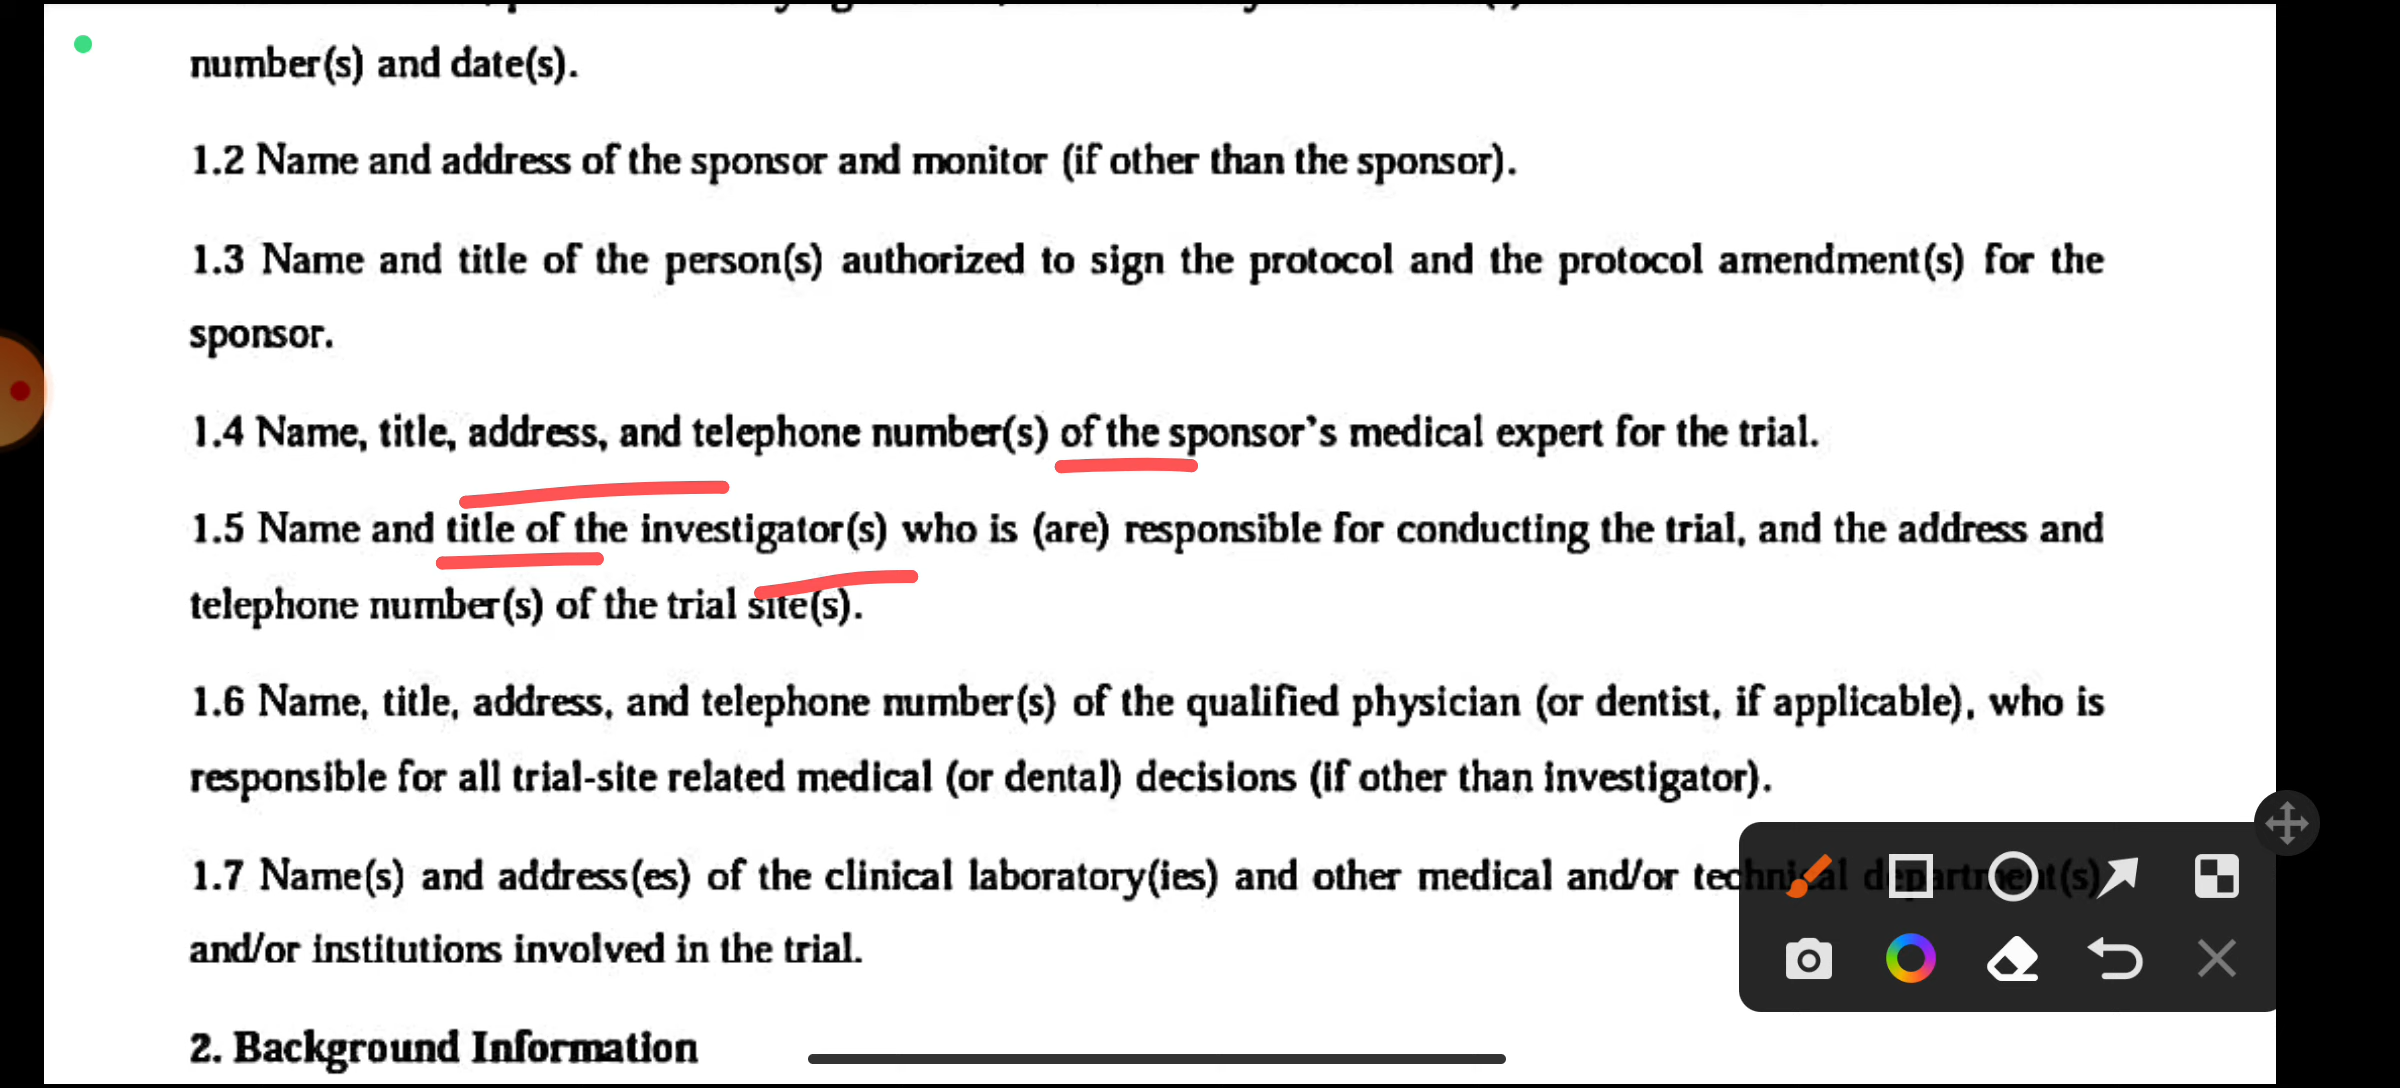 number(s) and date(s).
1.2 Name and address of the sponsor and monitor (if other than the sponsor).
1.3 Name and title of the person(s) authorized to sign the protocol and the protocol amendment(s) for the
sponsor.
1.4 Name, title, address, and telephone number(s) of the sponsor's medical expert for the trial.
1.5 Name and title of the investigator(s) who is (are) responsible for conducting the trial, and the address and
telephone number(s) of the trial site(s).
1.6 Name, title, address, and telephone number(s) of the qualified physician (or dentist, if applicable), who is
responsible for all trial-site related medical (or dental) decisions (if other than investigator).
1.7 Name(s) and address(es) of the clinical laboratory(ies) and other medical and/or technical department(s)
and/or institutions involved in the trial.
2. Background Information